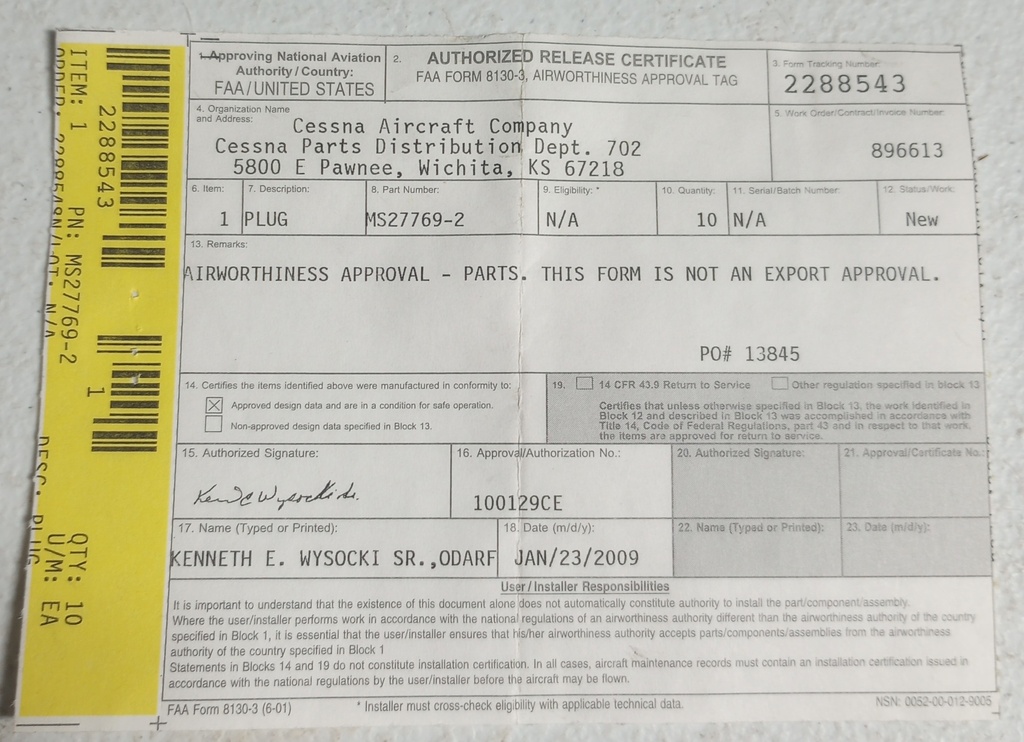 ITEM: 1 PN: MS27769-2 QTY: 10
N/A U/M: EA
2288543 1
1. Approving National Aviation
Authority / Country:
FAA/UNITED STATES
2. AUTHORIZED RELEASE CERTIFICATE
FAA FORM 8130-3, AIRWORTHINESS APPROVAL TAG
3. Form Tracking Number:
2288543
4. Organization Name
and Address:
Cessna Aircraft Company
Cessna Parts Distribution Dept. 702
5800 E Pawnee, Wichita, KS 67218
5. Work Order/Contract/Invoice Number:
896613
6. Item: 7. Description: 8. Part Number: 9. Eligibility: * 10. Quantity: 11. Serial/Batch Number: 12. Status/Work:
1 PLUG MS27769-2 N/A 10 N/A New
13. Remarks:
AIRWORTHINESS APPROVAL - PARTS. THIS FORM IS NOT AN EXPORT APPROVAL.
PO# 13845
14. Certifies the items identified above were manufactured in conformity to:
Approved design data and are in a condition for safe operation.
Non-approved design data specified in Block 13.
19. 14 CFR 43.9 Return to Service Other regulation specified in block 13
Certifies that unless otherwise specified in Block 13, the work identified in
Block 12 and described in Block 13 was accomplished in accordance with
Title 14, Code of Federal Regulations, part 43 and in respect to that work,
the items are approved for return to service.
15. Authorized Signature:
16. Approval/Authorization No.:
100129CE
20. Authorized Signature:
21. Approval/Certificate No.:
17. Name (Typed or Printed):
KENNETH E. WYSOCKI SR.,ODARF
18. Date (m/d/y):
JAN/23/2009
22. Name (Typed or Printed):
23. Date (m/d/y):
User/Installer Responsibilities
It is important to understand that the existence of this document alone does not automatically constitute authority to install the part/component/assembly.
Where the user/installer performs work in accordance with the national regulations of an airworthiness authority different than the airworthiness authority of the country
specified in Block 1, it is essential that the user/installer ensures that his/her airworthiness authority accepts parts/components/assemblies from the airworthiness
authority of the country specified in Block 1
Statements in Blocks 14 and 19 do not constitute installation certification. In all cases, aircraft maintenance records must contain an installation certification issued in
accordance with the national regulations by the user/installer before the aircraft may be flown.
FAA Form 8130-3 (6-01) * Installer must cross-check eligibility with applicable technical data. NSN: 0052-00-012-9005